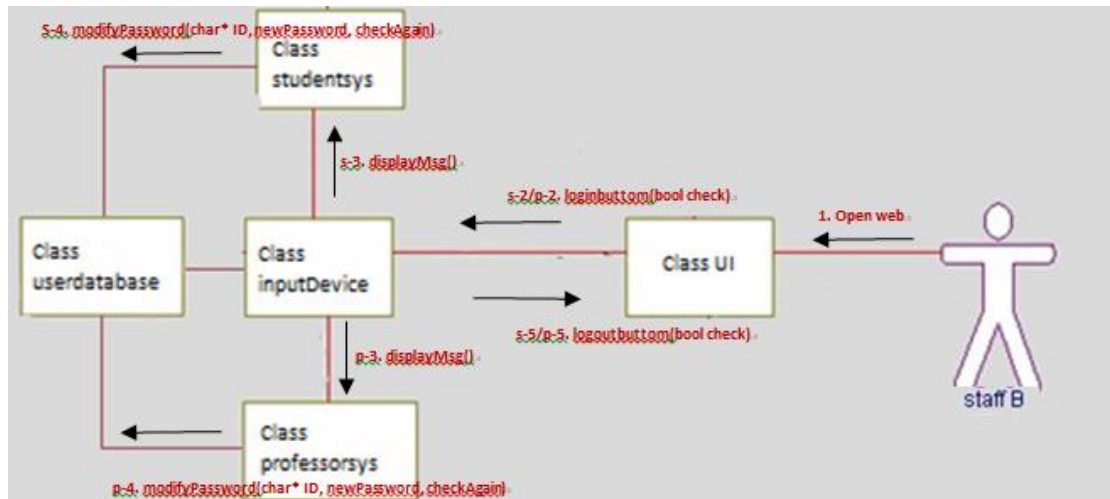 S-4. modifyPassword(char* ID, newPassword, checkAgain)
Class
studentsys
s-3. displayMsg()
s-2/p-2. loginbuttom(bool check)
1. Open web
Class
userdatabase
Class
inputDevice
Class UI
s-5/p-5. logoutbuttom(bool check)
p-3. displayMsg()
staff B
Class
professorsys
p-4. modifyPassword(char* ID, newPassword, checkAgain)